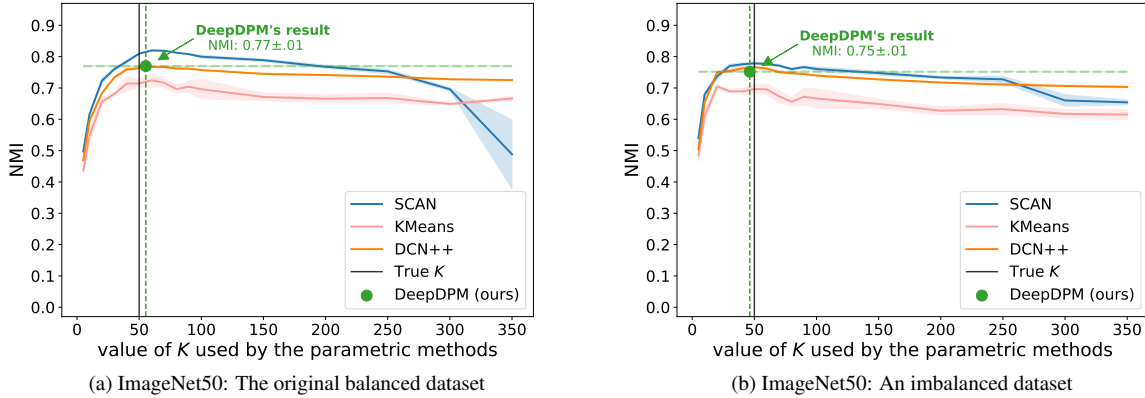 0.9
0.8
0.7
0.6
0.5
0.4
0.3
0.2
0.1
0.0
NMI
DeepDPM's result
NMI: 0.77±.01
SCAN
KMeans
DCN++
True K
DeepDPM (ours)
0 50 100 150 200 250 300 350
value of K used by the parametric methods
(a) ImageNet50: The original balanced dataset
0.9
0.8
0.7
0.6
0.5
0.4
0.3
0.2
0.1
0.0
NMI
DeepDPM's result
NMI: 0.75±.01
SCAN
KMeans
DCN++
True K
DeepDPM (ours)
0 50 100 150 200 250 300 350
value of K used by the parametric methods
(b) ImageNet50: An imbalanced dataset